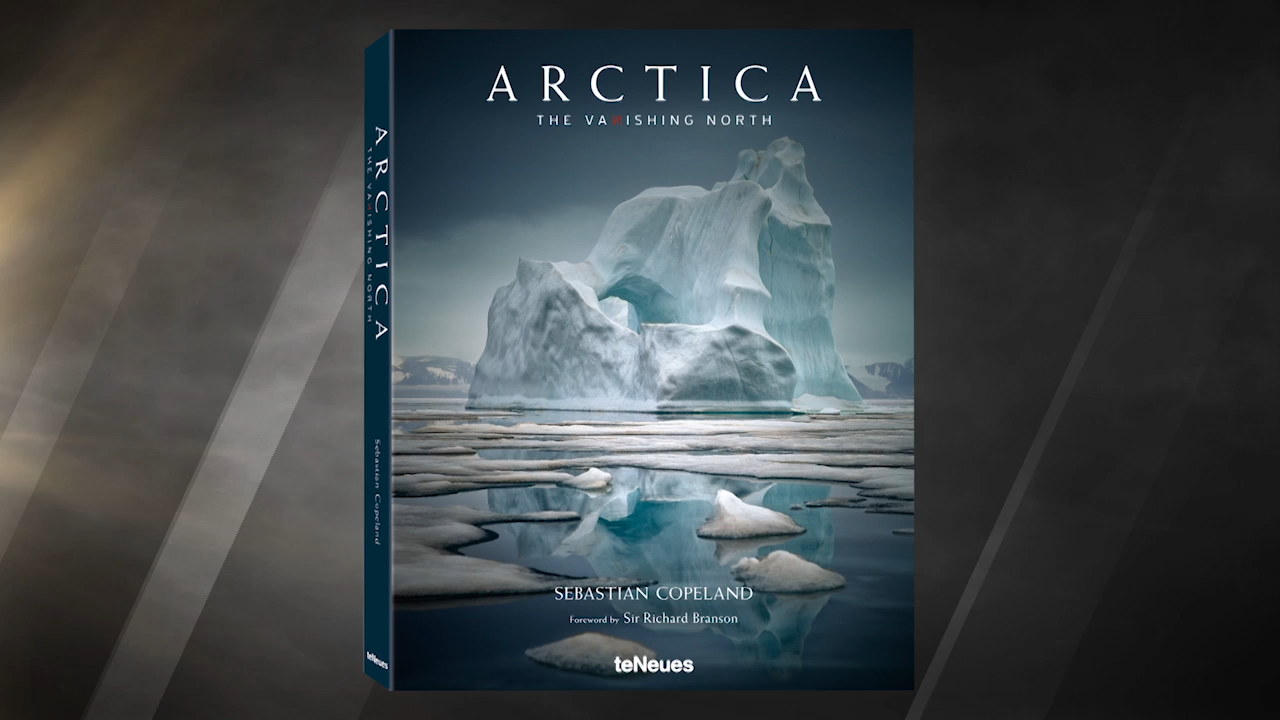 ARCTICA
THE VANISHING NORTH
SEBASTIAN COPELAND
Foreword by Sir Richard Branson
teNeues
ARCTICA
THE VANISHING NORTH
Sebastian Copeland
teNeues